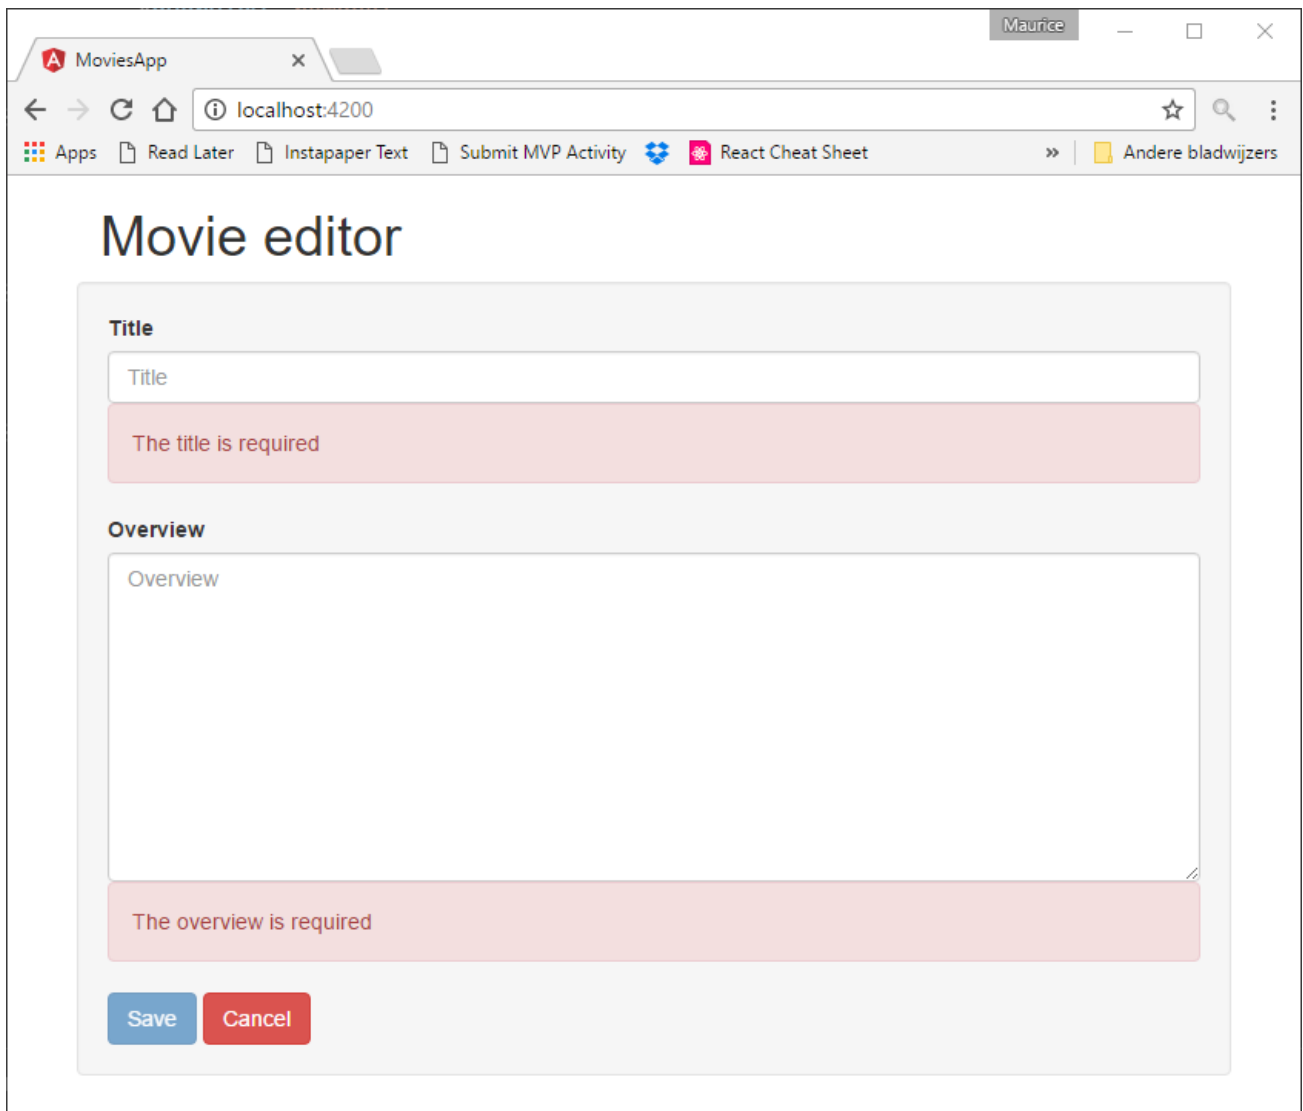 Maurice
MoviesApp
localhost:4200
Apps Read Later Instapaper Text Submit MVP Activity React Cheat Sheet » Andere bladwijzers
Movie editor
Title
Title
The title is required
Overview
Overview
The overview is required
Save Cancel